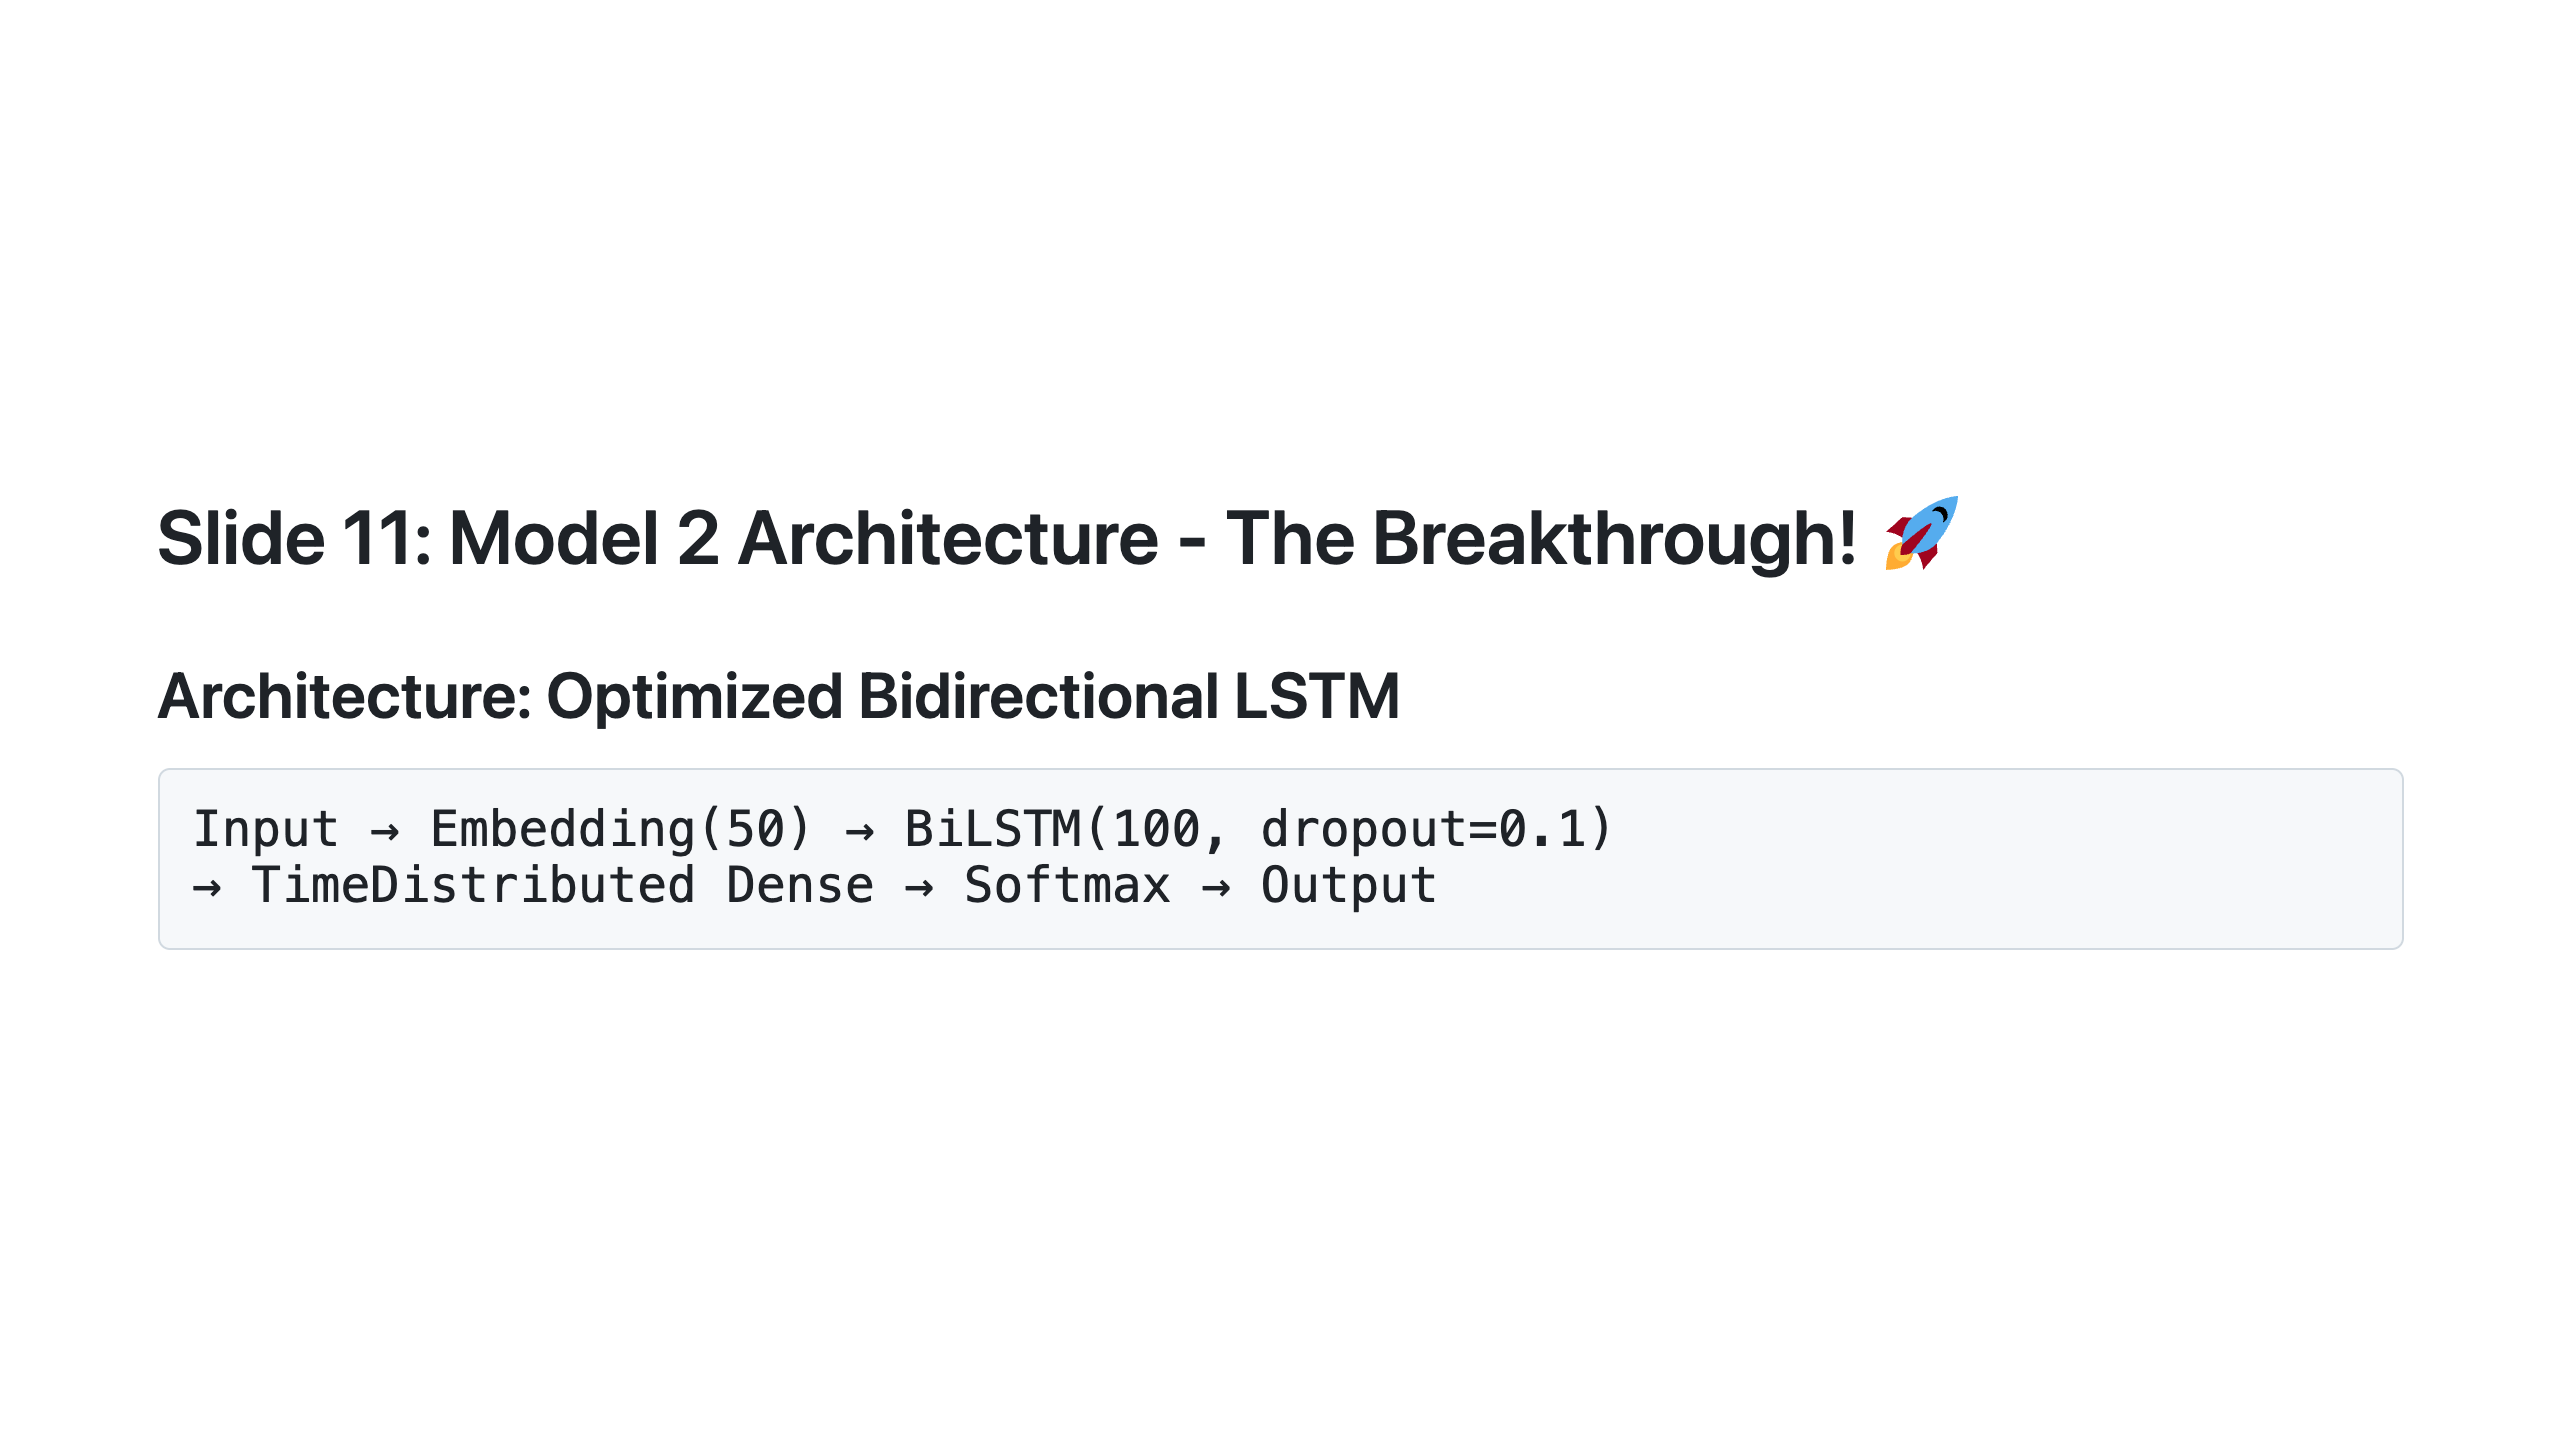 Slide 11: Model 2 Architecture - The Breakthrough! 🚀
Architecture: Optimized Bidirectional LSTM
Input → Embedding(50) → BiLSTM(100, dropout=0.1)
→ TimeDistributed Dense → Softmax → Output